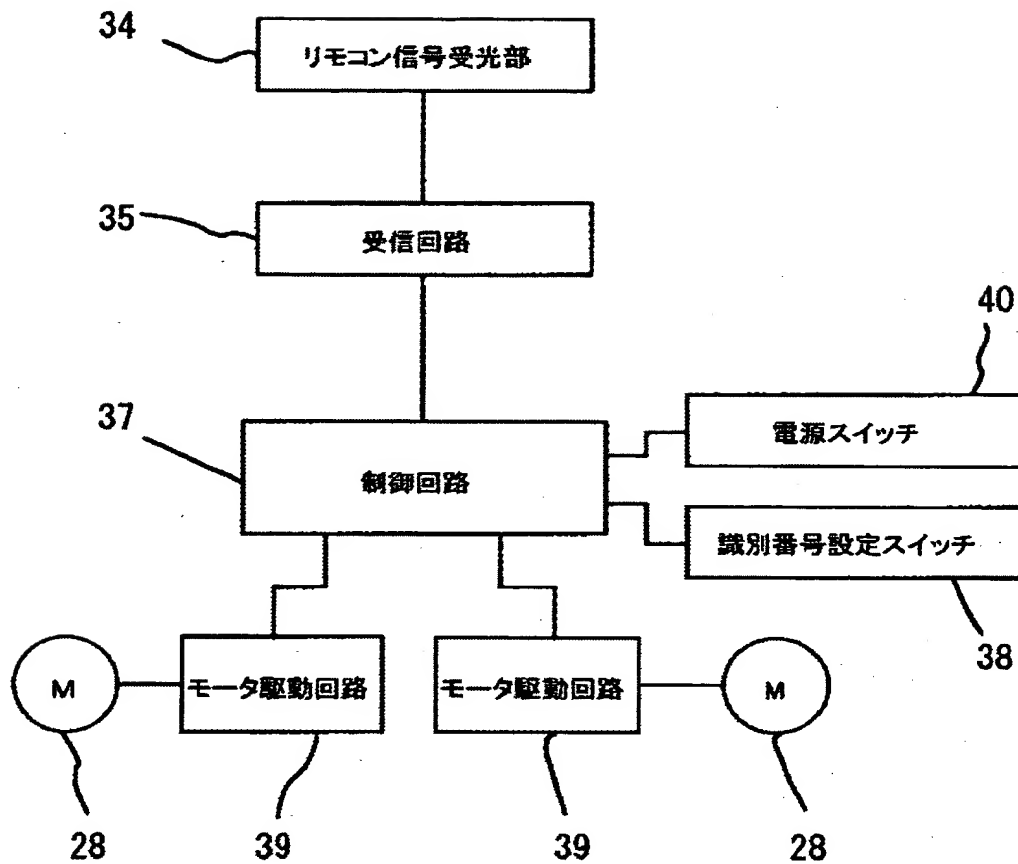 34
リモコン信号受光部
35
受信回路
40
37
電源スイッチ
制御回路
識別番号設定スイッチ
38
M
モータ駆動回路
モータ駆動回路
M
28
39
39
28